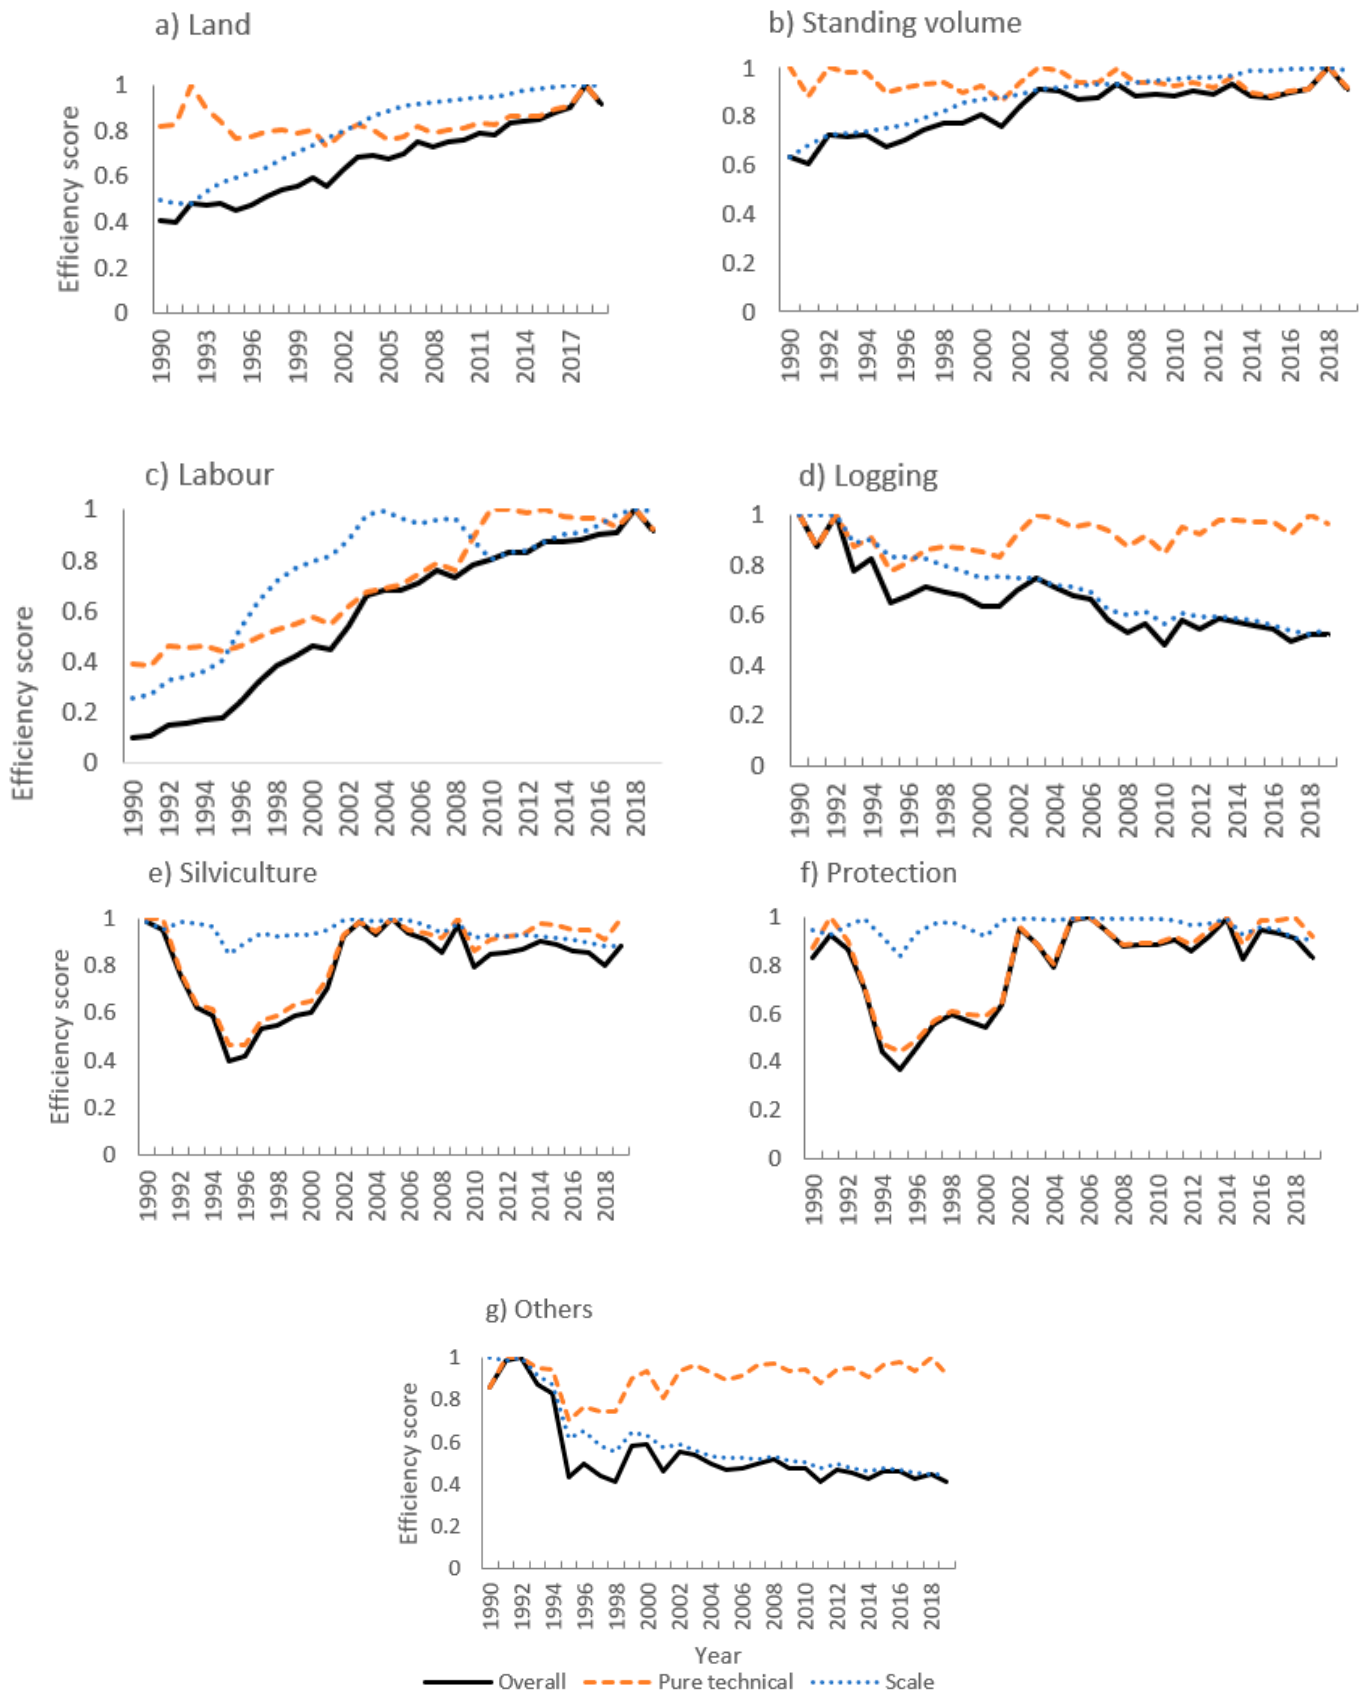 a) Land
Efficiency score
1
0.8
0.6
0.4
0.2
0
1990 1993 1996 1999 2002 2005 2008 2011 2014 2017
b) Standing volume
1
0.8
0.6
0.4
0.2
0
1990 1992 1994 1996 1998 2000 2002 2004 2006 2008 2010 2012 2014 2016 2018
c) Labour
Efficiency score
1
0.8
0.6
0.4
0.2
0
1990 1992 1994 1996 1998 2000 2002 2004 2006 2008 2010 2012 2014 2016 2018
d) Logging
1
0.8
0.6
0.4
0.2
0
1990 1992 1994 1996 1998 2000 2002 2004 2006 2008 2010 2012 2014 2016 2018
e) Silviculture
Efficiency score
1
0.8
0.6
0.4
0.2
0
1990 1992 1994 1996 1998 2000 2002 2004 2006 2008 2010 2012 2014 2016 2018
f) Protection
1
0.8
0.6
0.4
0.2
0
1990 1992 1994 1996 1998 2000 2002 2004 2006 2008 2010 2012 2014 2016 2018
g) Others
Efficiency score
1
0.8
0.6
0.4
0.2
0
1990 1992 1994 1996 1998 2000 2002 2004 2006 2008 2010 2012 2014 2016 2018
Year
Overall Pure technical Scale